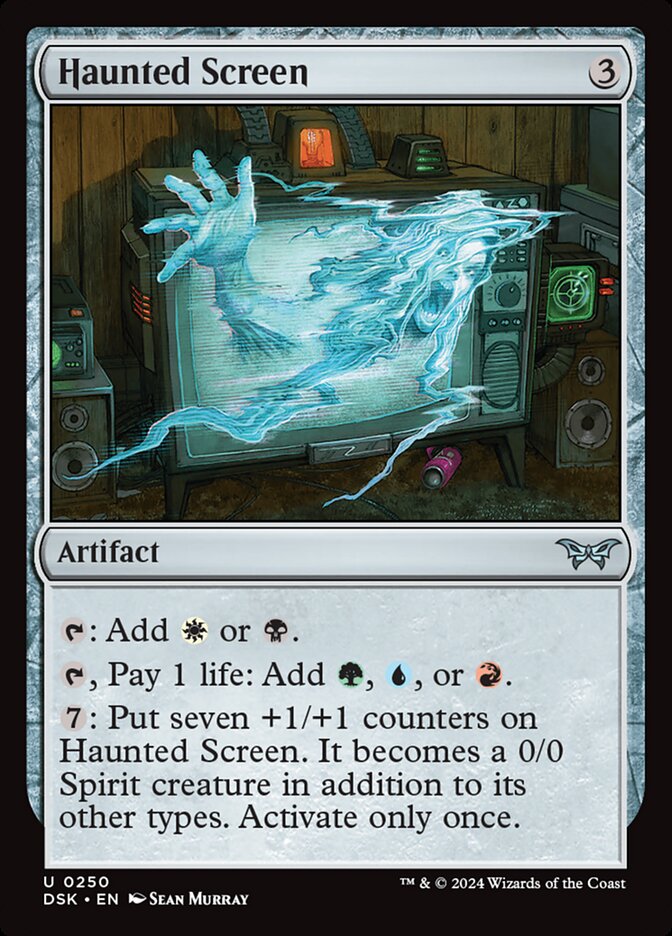 Haunted Screen 3
Artifact
: Add or .
, Pay 1 life: Add , , or .
7: Put seven +1/+1 counters on
Haunted Screen. It becomes a 0/0
Spirit creature in addition to its
other types. Activate only once.
U 0250
DSK • EN Sean Murray
™ & © 2024 Wizards of the Coast